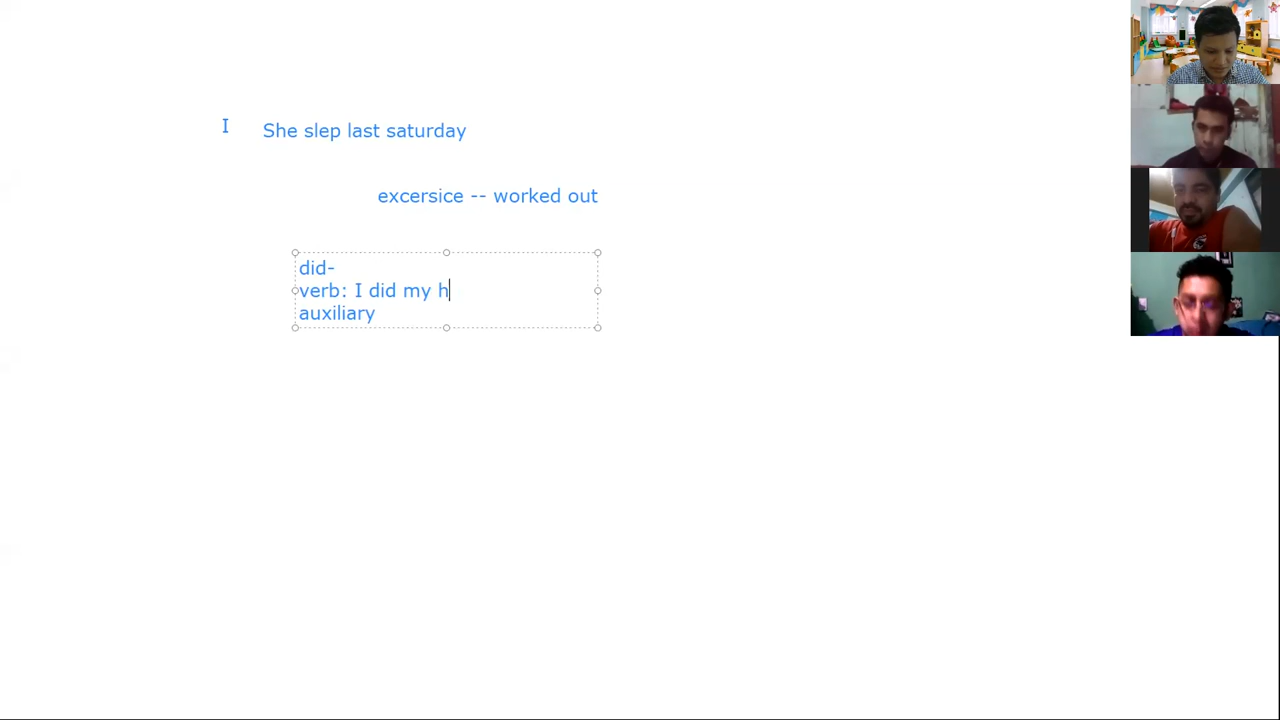 I
She slep last saturday
excersice -- worked out
did-
verb: I did my h
auxiliary